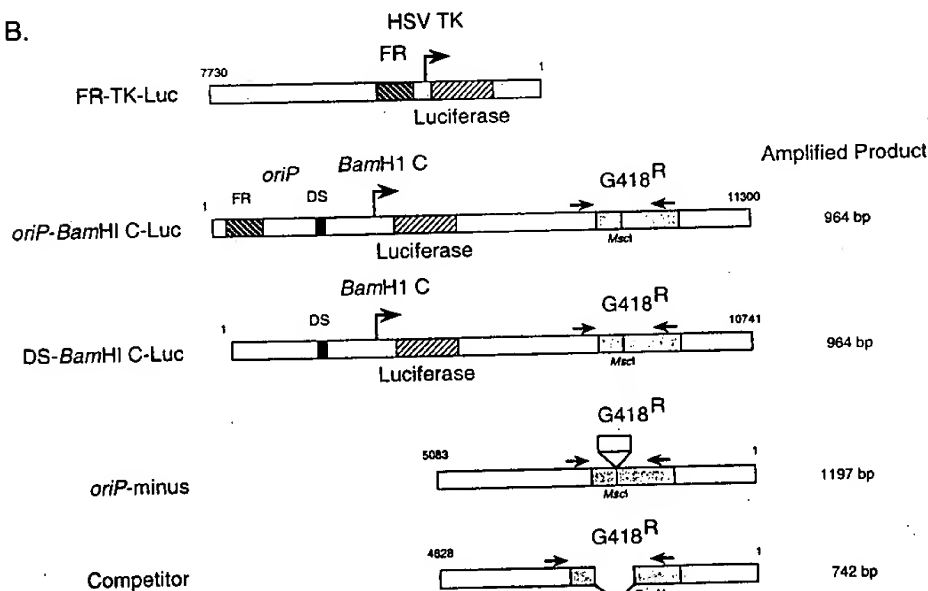 B.
HSV TK
FR
7730
1
FR-TK-Luc
Luciferase
Amplified Product
oriP
BamH1 C
G418R
FR
DS
1
11300
oriP-BamHI C-Luc
964 bp
MscI
Luciferase
BamH1 C
G418R
DS
1
10741
DS-BamHI C-Luc
964 bp
MscI
Luciferase
G418R
5083
1
oriP-minus
1197 bp
MscI
G418R
4828
1
Competitor
742 bp